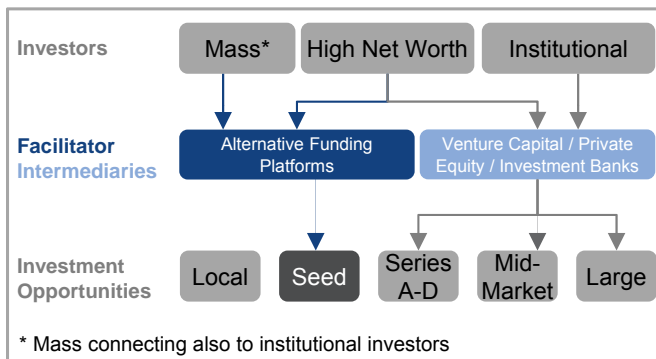 Investors
Mass*
High Net Worth
Institutional
Facilitator
Intermediaries
Alternative Funding
Platforms
Venture Capital / Private
Equity / Investment Banks
Investment
Opportunities
Local
Seed
Series
A-D
Mid-
Market
Large
* Mass connecting also to institutional investors